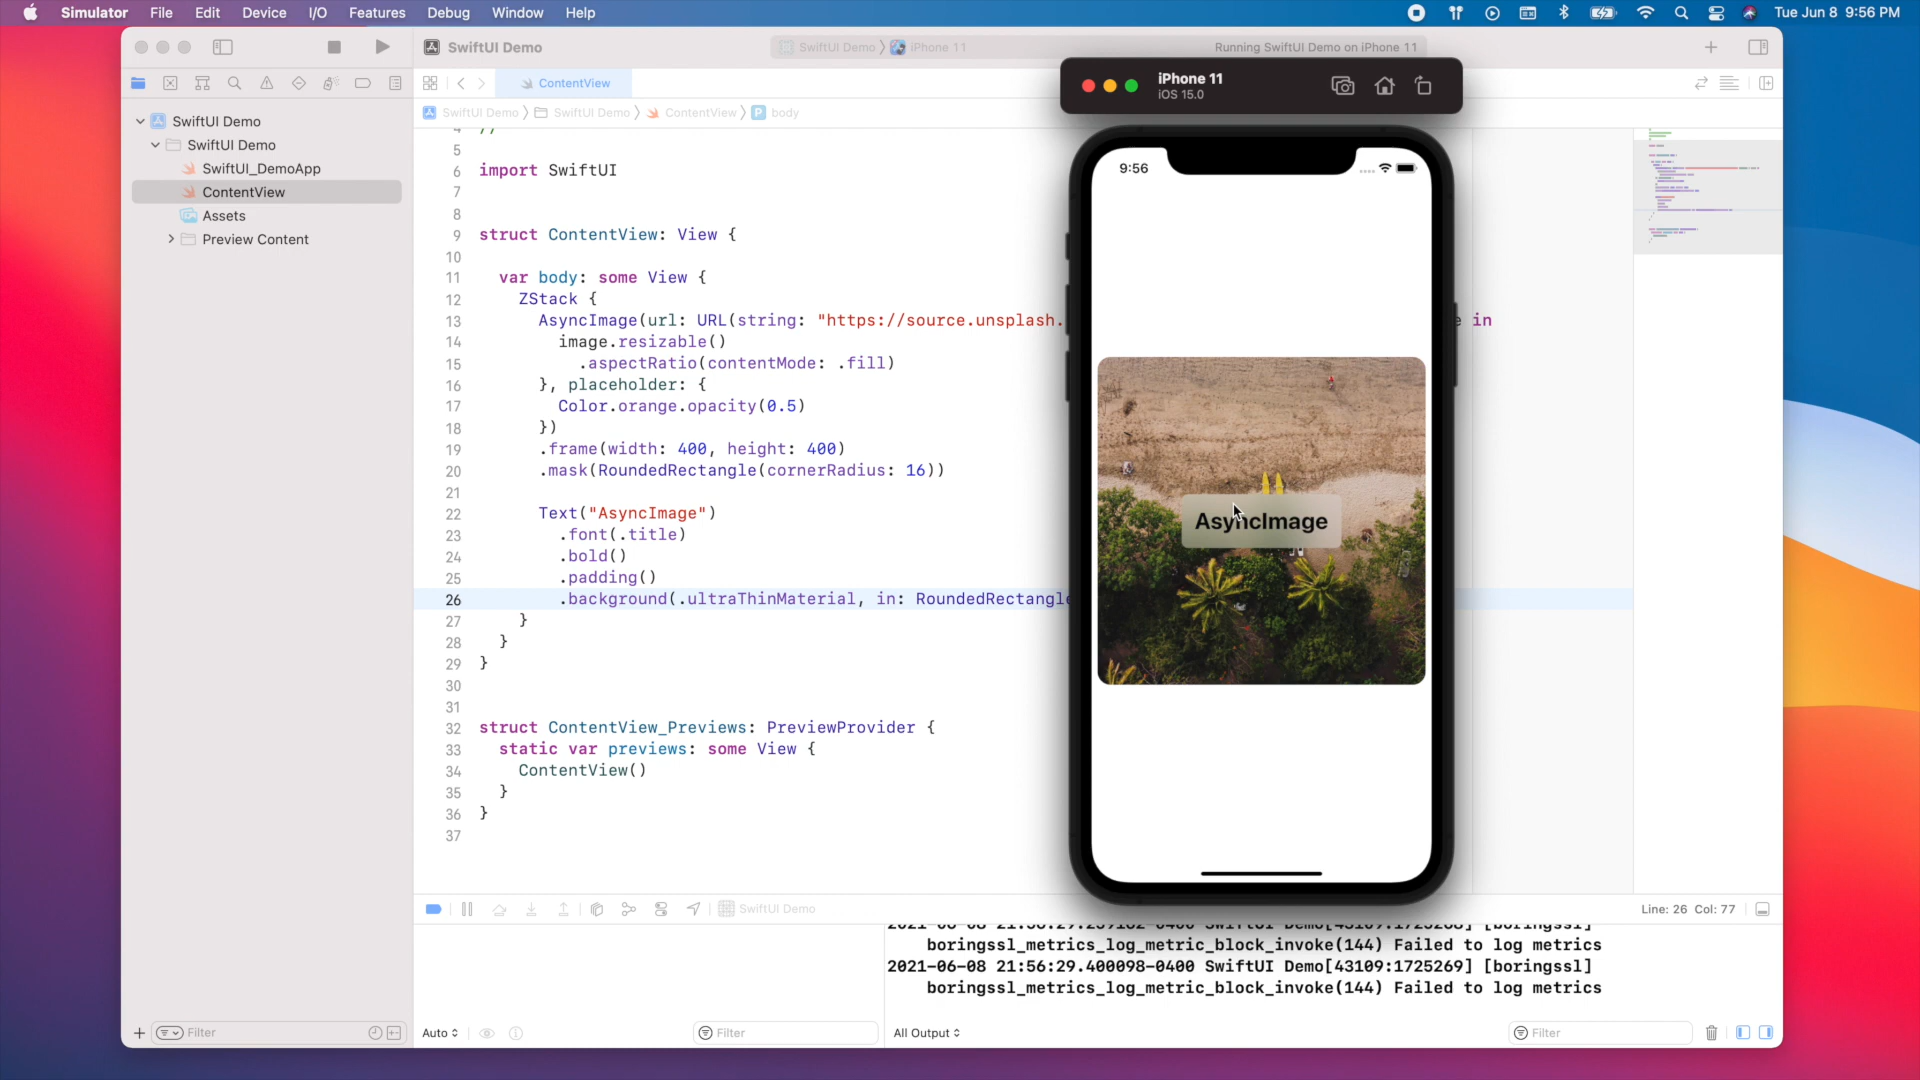 Simulator File Edit Device I/O Features Debug Window Help Tue Jun 8 9:56 PM
SwiftUI Demo SwiftUI Demo iPhone 11 Running SwiftUI Demo on iPhone 11
ContentView
SwiftUI Demo SwiftUI Demo ContentView P body
SwiftUI Demo
SwiftUI Demo
SwiftUI_DemoApp
ContentView
Assets
Preview Content
4 //
5
6 import SwiftUI
7
8
9 struct ContentView: View {
10
11 var body: some View {
12 ZStack {
13 AsyncImage(url: URL(string: "https://source.unsplash. in
14 image.resizable()
15 .aspectRatio(contentMode: .fill)
16 }, placeholder: {
17 Color.orange.opacity(0.5)
18 })
19 .frame(width: 400, height: 400)
20 .mask(RoundedRectangle(cornerRadius: 16))
21
22 Text("AsyncImage")
23 .font(.title)
24 .bold()
25 .padding()
26 .background(.ultraThinMaterial, in: RoundedRectangle
27 }
28 }
29 }
30
31
32 struct ContentView_Previews: PreviewProvider {
33 static var previews: some View {
34 ContentView()
35 }
36 }
37
iPhone 11
iOS 15.0
9:56
AsyncImage
SwiftUI Demo Line: 26 Col: 77
boringssl_metrics_log_metric_block_invoke(144) Failed to log metrics
2021-06-08 21:56:29.400098-0400 SwiftUI Demo[43109:1725269] [boringssl]
boringssl_metrics_log_metric_block_invoke(144) Failed to log metrics
Filter Auto Filter All Output Filter